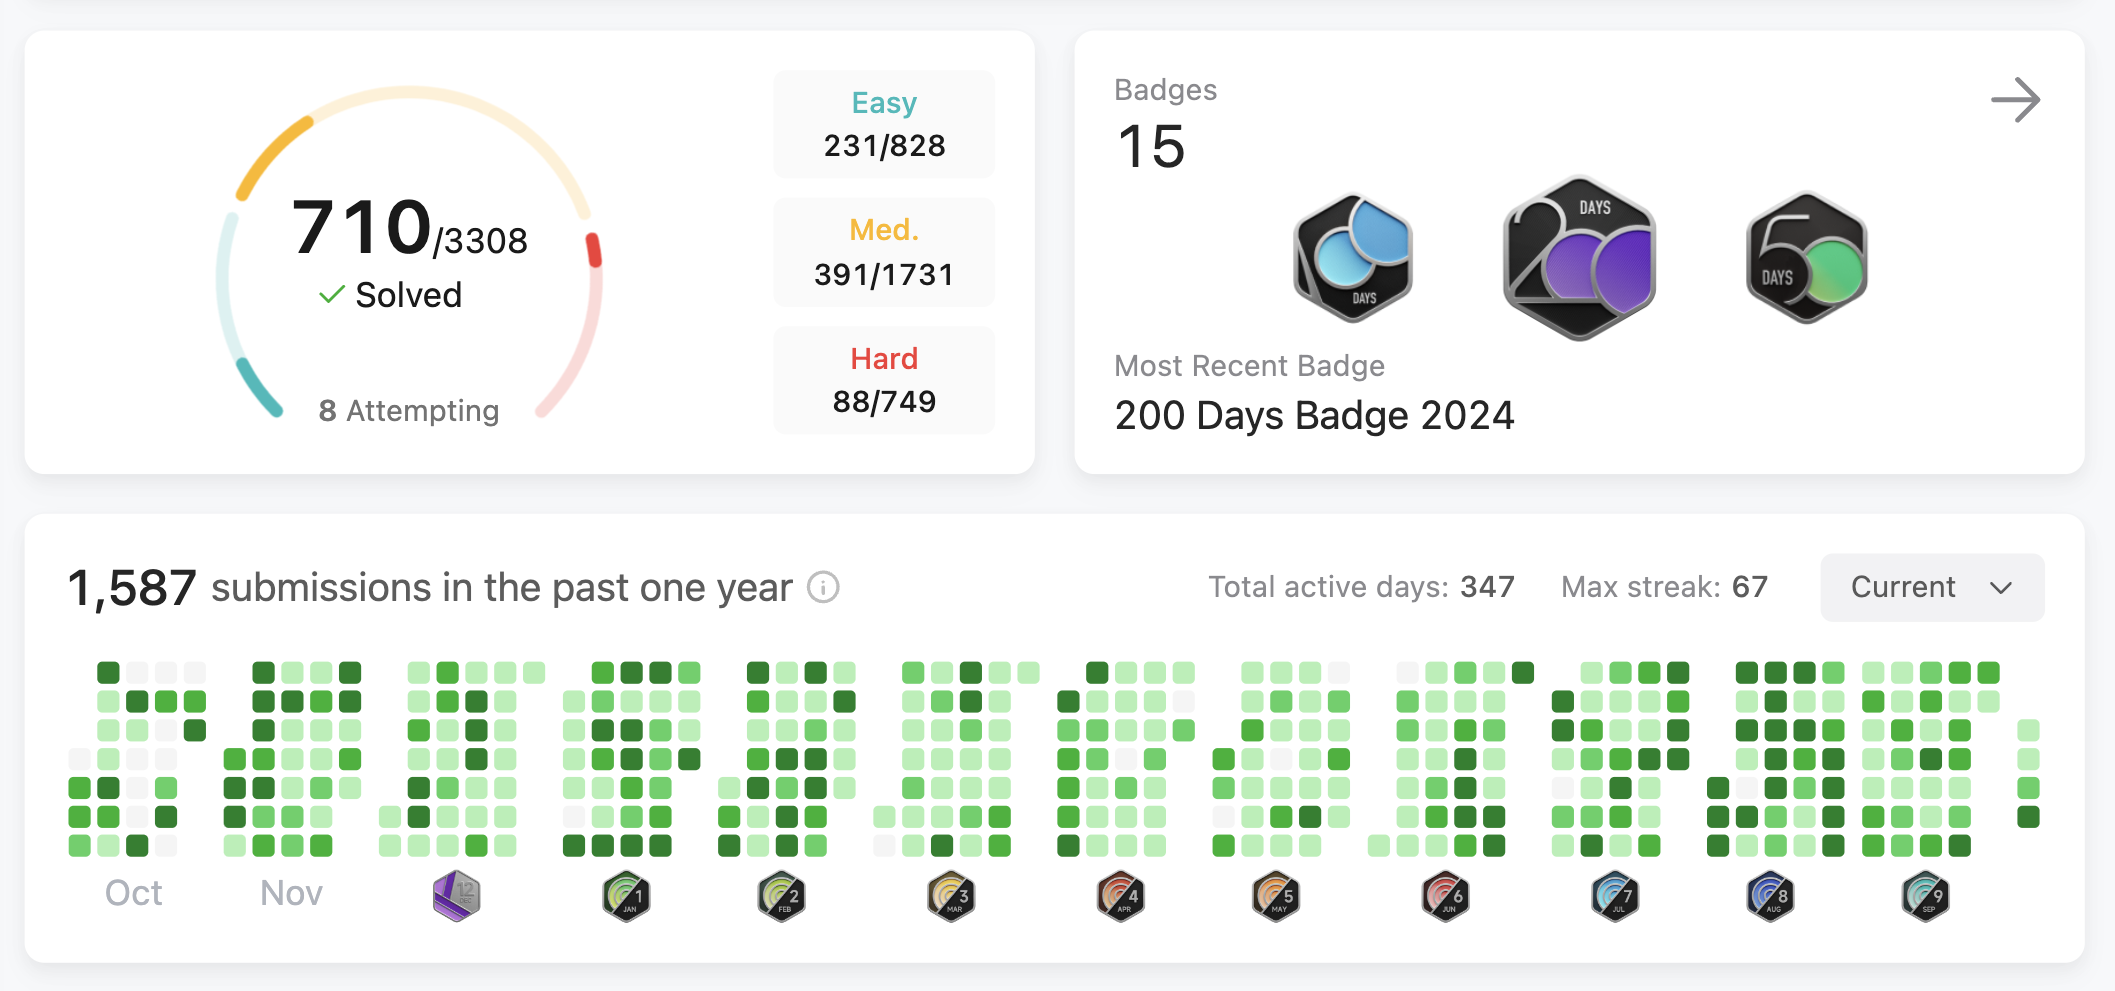 Easy
231/828
710/3308
Solved
Med.
391/1731
Hard
88/749
8 Attempting
Badges
15
DAYS
200 DAYS
50 DAYS
Most Recent Badge
200 Days Badge 2024
1,587 submissions in the past one year
Total active days: 347 Max streak: 67 Current
Oct Nov
12 DEC
1 JAN
2 FEB
3 MAR
4 APR
5 MAY
6 JUN
7 JUL
8 AUG
9 SEP